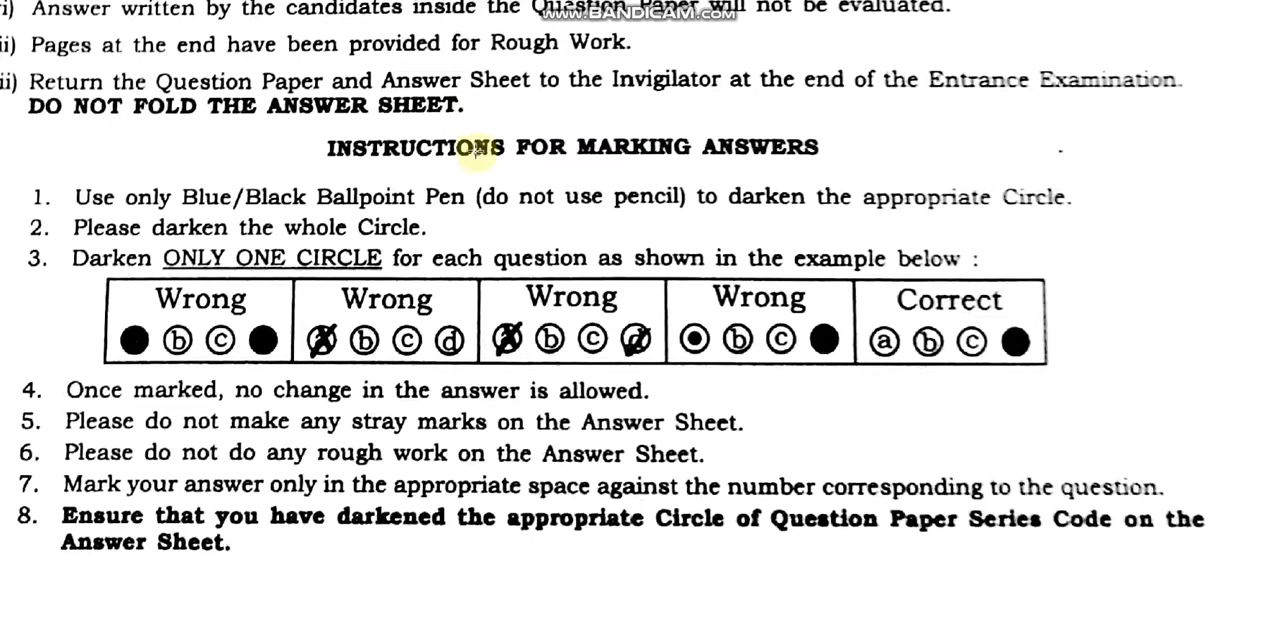 i) Answer written by the candidates inside the Question Paper will not be evaluated.
www.BANDICAM.com
ii) Pages at the end have been provided for Rough Work.
ii) Return the Question Paper and Answer Sheet to the Invigilator at the end of the Entrance Examination.
DO NOT FOLD THE ANSWER SHEET.
INSTRUCTIONS FOR MARKING ANSWERS
1. Use only Blue/Black Ballpoint Pen (do not use pencil) to darken the appropriate Circle.
2. Please darken the whole Circle.
3. Darken ONLY ONE CIRCLE for each question as shown in the example below :
Wrong Wrong Wrong Wrong Correct
ⓑ ⓒ ⓑ ⓒ ⓓ ⓑ ⓒ ⓓ ⓑ ⓒ ⓐ ⓑ ⓒ
4. Once marked, no change in the answer is allowed.
5. Please do not make any stray marks on the Answer Sheet.
6. Please do not do any rough work on the Answer Sheet.
7. Mark your answer only in the appropriate space against the number corresponding to the question.
8. Ensure that you have darkened the appropriate Circle of Question Paper Series Code on the
Answer Sheet.